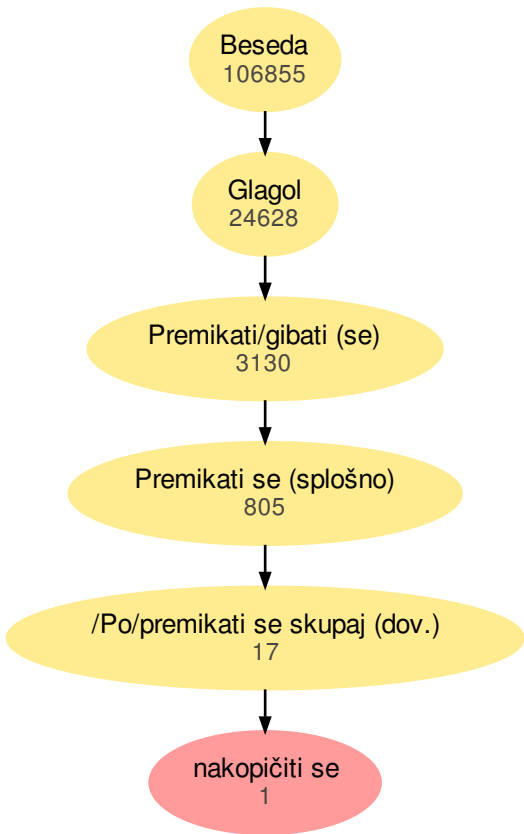 Beseda
106855
Glagol
24628
Premikati/gibati (se)
3130
Premikati se (splošno)
805
/Po/premikati se skupaj (dov.)
17
nakopičiti se
1